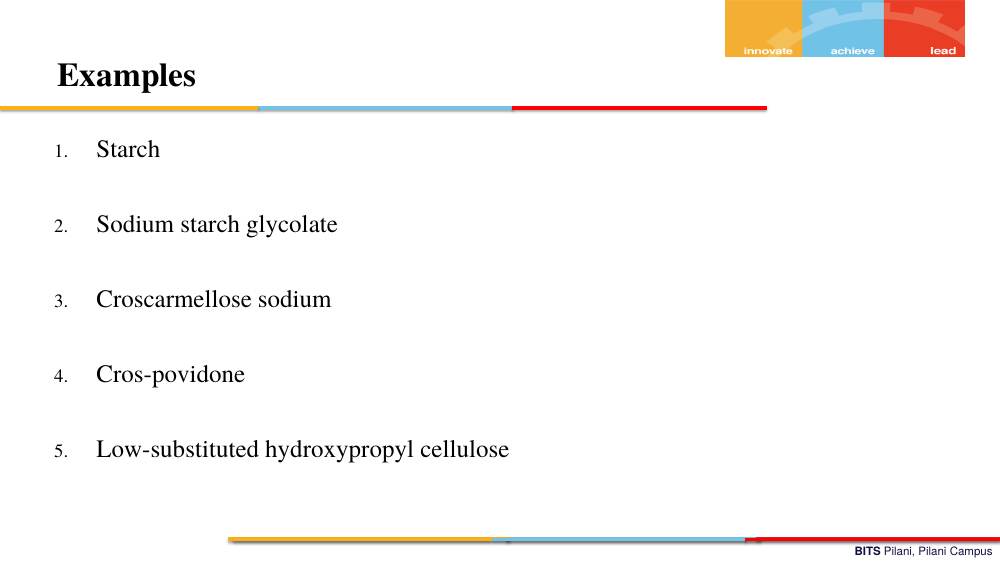 innovate achieve lead
Examples
1. Starch
2. Sodium starch glycolate
3. Croscarmellose sodium
4. Cros-povidone
5. Low-substituted hydroxypropyl cellulose
BITS Pilani, Pilani Campus